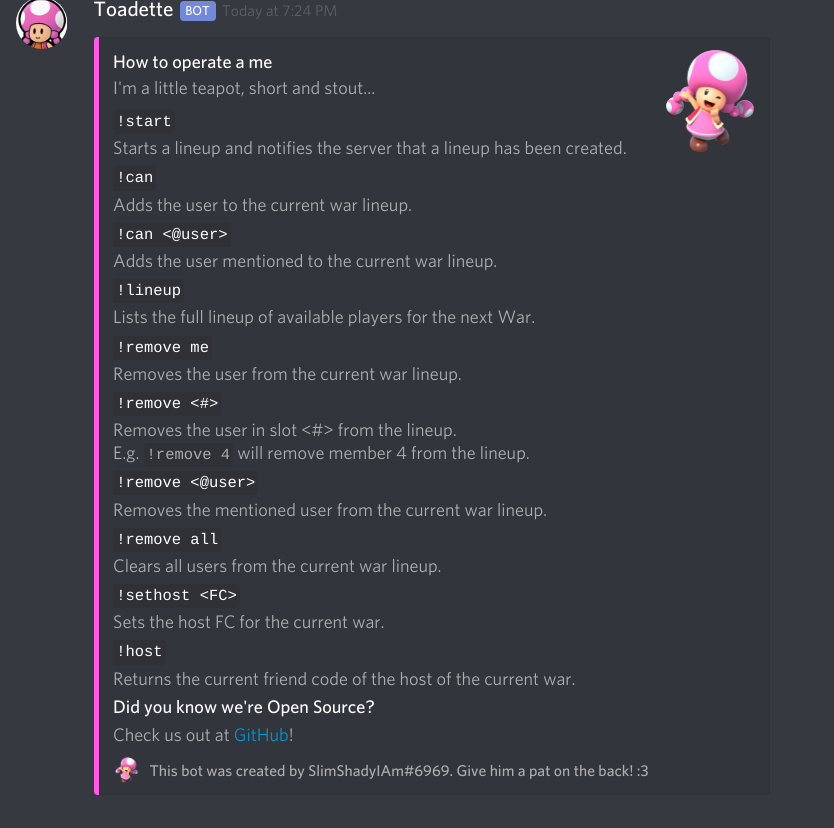 Toadette BOT Today at 7:24 PM
How to operate a me
I'm a little teapot, short and stout...
!start
Starts a lineup and notifies the server that a lineup has been created.
!can
Adds the user to the current war lineup.
!can <@user>
Adds the user mentioned to the current war lineup.
!lineup
Lists the full lineup of available players for the next War.
!remove me
Removes the user from the current war lineup.
!remove <#>
Removes the user in slot <#> from the lineup.
E.g. !remove 4 will remove member 4 from the lineup.
!remove <@user>
Removes the mentioned user from the current war lineup.
!remove all
Clears all users from the current war lineup.
!sethost <FC>
Sets the host FC for the current war.
!host
Returns the current friend code of the host of the current war.
Did you know we're Open Source?
Check us out at GitHub!
This bot was created by SlimShadyIAm#6969. Give him a pat on the back! :3